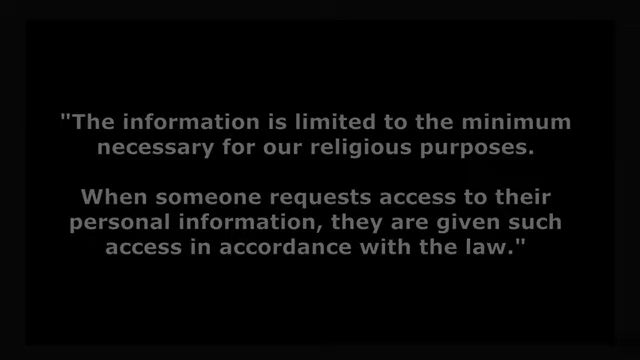 "The information is limited to the minimum
necessary for our religious purposes.
When someone requests access to their
personal information, they are given such
access in accordance with the law."